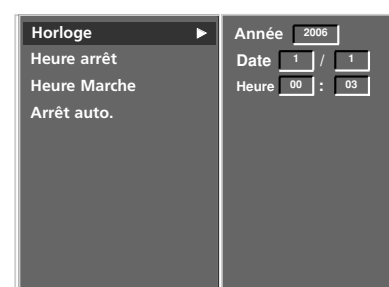 Horloge
Heure arrêt
Heure Marche
Arrêt auto.
Année 2006
Date 1 / 1
Heure 00 : 03